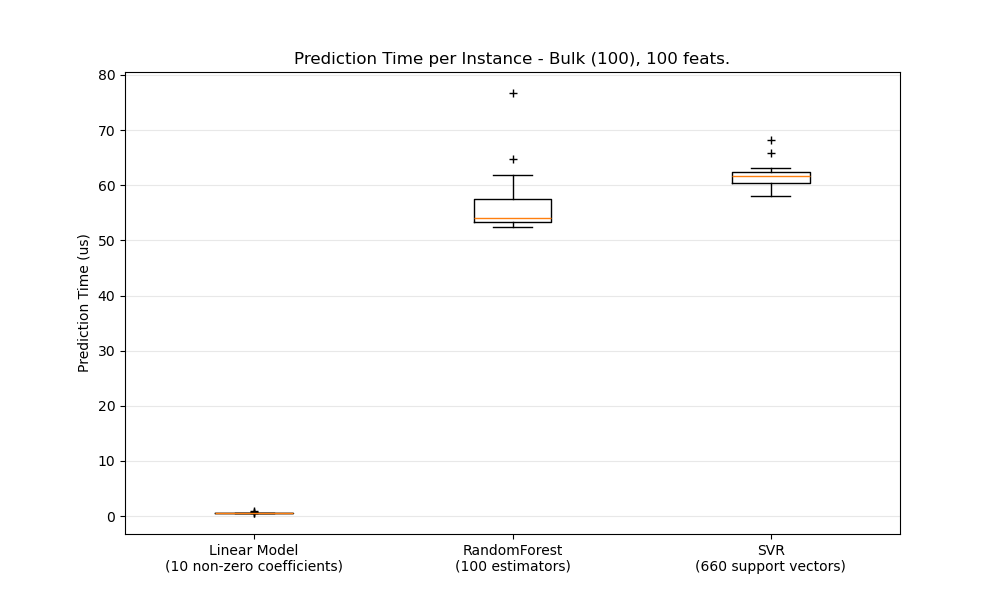 Prediction Time per Instance - Bulk (100), 100 feats.
Prediction Time (us)
80
70
60
50
40
30
20
10
0
Linear Model
(10 non-zero coefficients)
RandomForest
(100 estimators)
SVR
(660 support vectors)